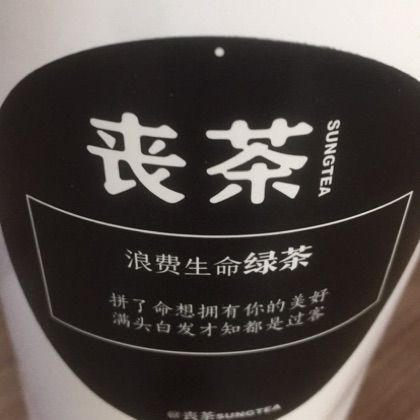 丧茶
SUNGTEA
浪费生命绿茶
拼了命想拥有你的美好
满头白发才知都是过客
@丧茶SUNGTEA